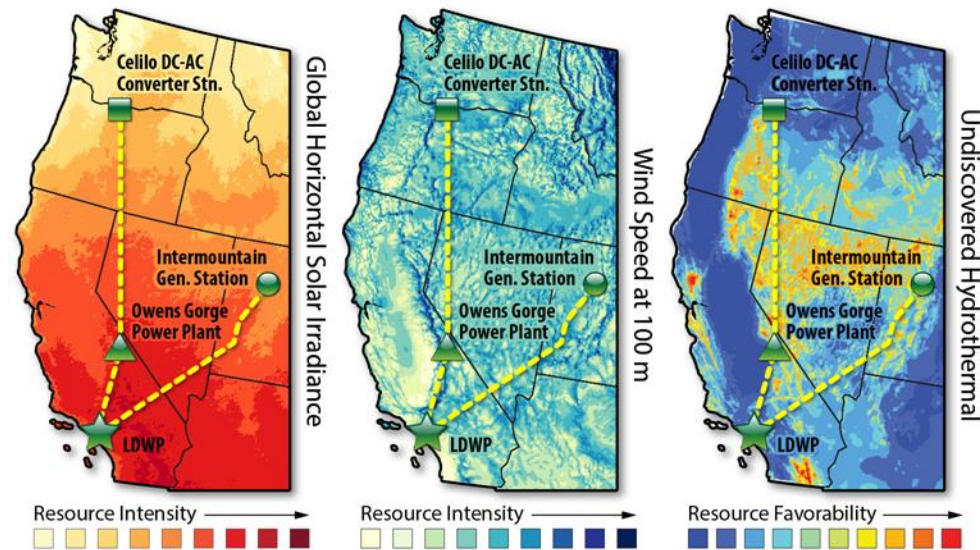 Celilo DC-AC
Converter Stn.
Intermountain
Gen. Station
Owens Gorge
Power Plant
LDWP
Global Horizontal Solar Irradiance
Resource Intensity
Celilo DC-AC
Converter Stn.
Intermountain
Gen. Station
Owens Gorge
Power Plant
LDWP
Wind Speed at 100 m
Resource Intensity
Celilo DC-AC
Converter Stn.
Intermountain
Gen. Station
Owens Gorge
Power Plant
LDWP
Undiscovered Hydrothermal
Resource Favorability